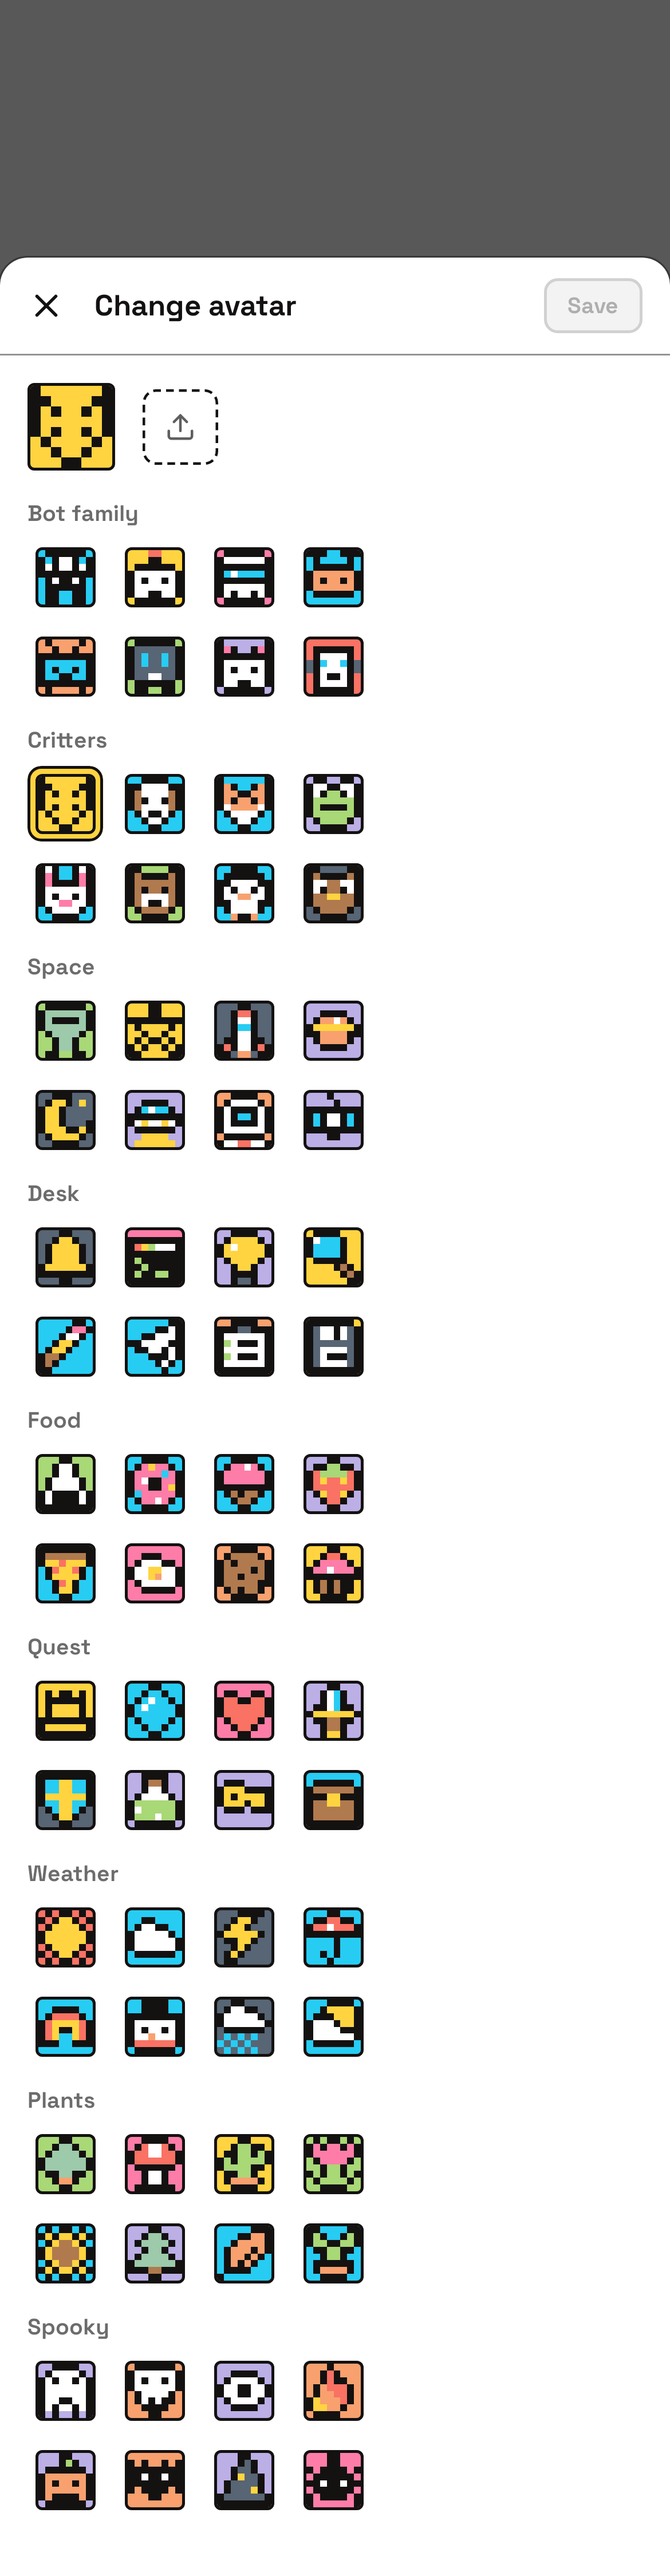 Change avatar
Save
Bot family
Critters
Space
Desk
Food
Quest
Weather
Plants
Spooky